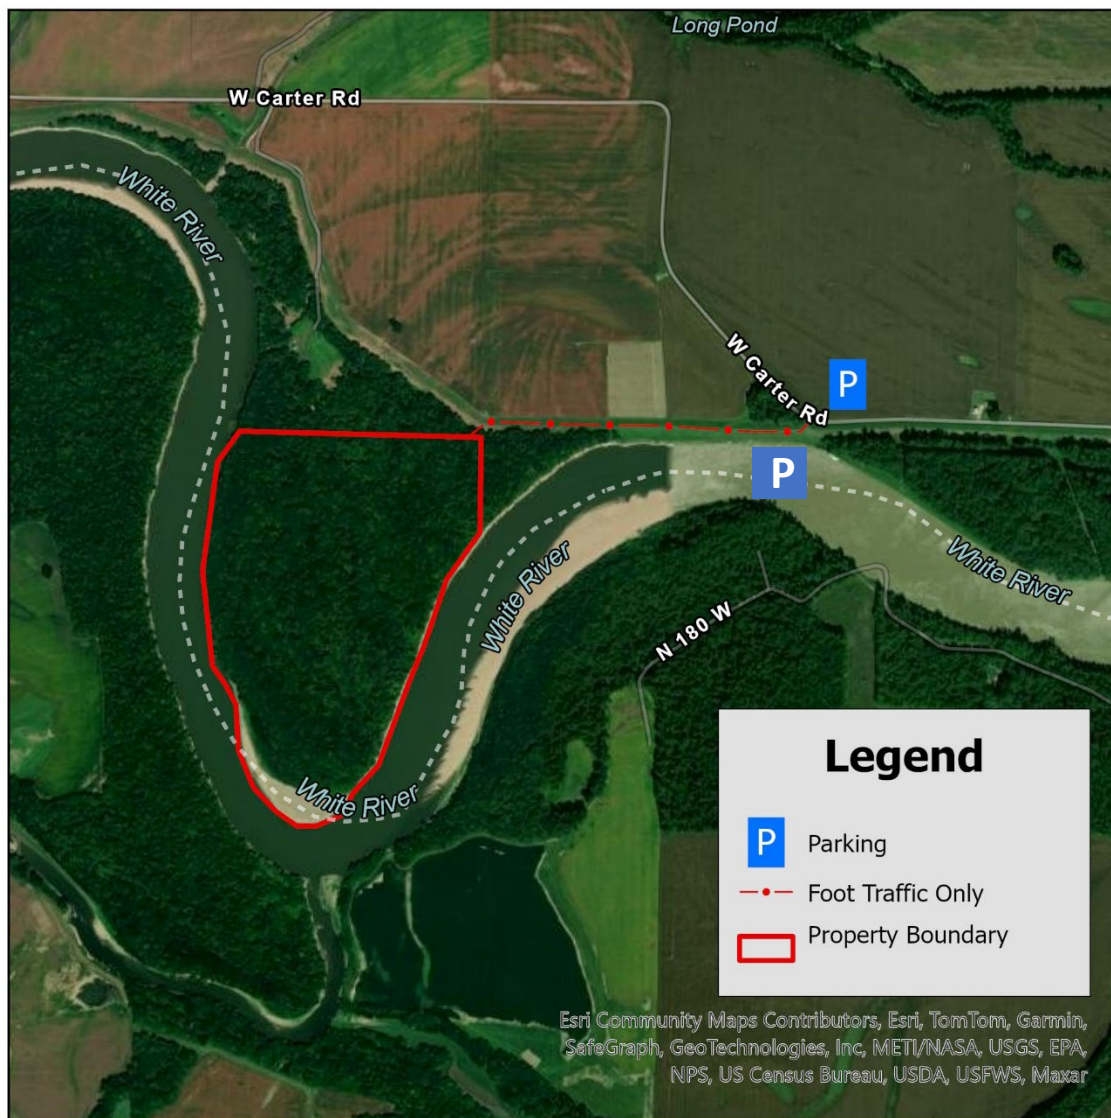 Long Pond
W Carter Rd
White River
W Carter Rd
P
P
White River
White River
N 180 W
White River
Legend
P Parking
Foot Traffic Only
Property Boundary
Esri Community Maps Contributors, Esri, TomTom, Garmin,
SafeGraph, GeoTechnologies, Inc, METI/NASA, USGS, EPA,
NPS, US Census Bureau, USDA, USFWS, Maxar